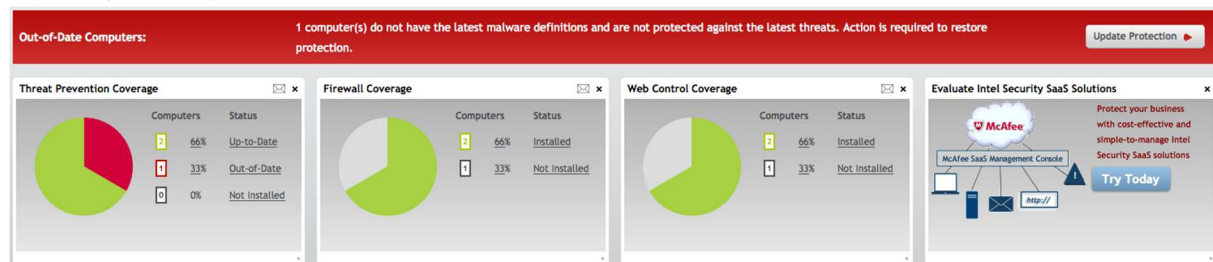 Out-of-Date Computers:
1 computer(s) do not have the latest malware definitions and are not protected against the latest threats. Action is required to restore
protection.
Update Protection
Threat Prevention Coverage
Computers Status
2 66% Up-to-Date
1 33% Out-of-Date
0 0% Not Installed
Firewall Coverage
Computers Status
2 66% Installed
1 33% Not Installed
Web Control Coverage
Computers Status
2 66% Installed
1 33% Not Installed
Evaluate Intel Security SaaS Solutions
McAfee
McAfee SaaS Management Console
http://
Protect your business
with cost-effective and
simple-to-manage Intel
Security SaaS solutions
Try Today